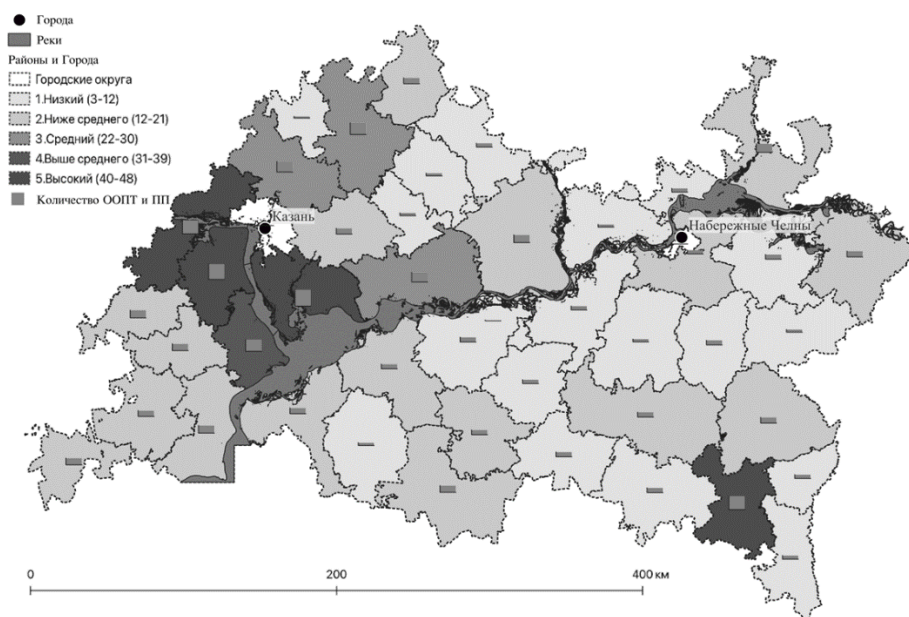 Города
Реки
Районы и Города
Городские округа
1.Низкий (3-12)
2.Ниже среднего (12-21)
3.Средний (22-30)
4.Выше среднего (31-39)
5.Высокий (40-48)
Количество ООПТ и ПП
Казань
Набережные Челны
0
200
400 км